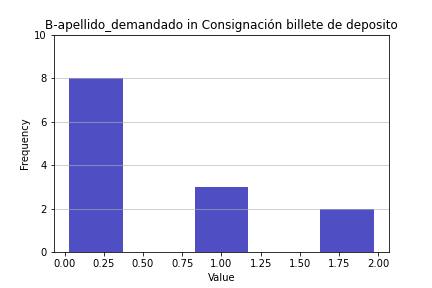 B-apellido_demandado in Consignación billete de deposito
10
8
6
4
2
0
Frequency
0.00 0.25 0.50 0.75 1.00 1.25 1.50 1.75 2.00
Value